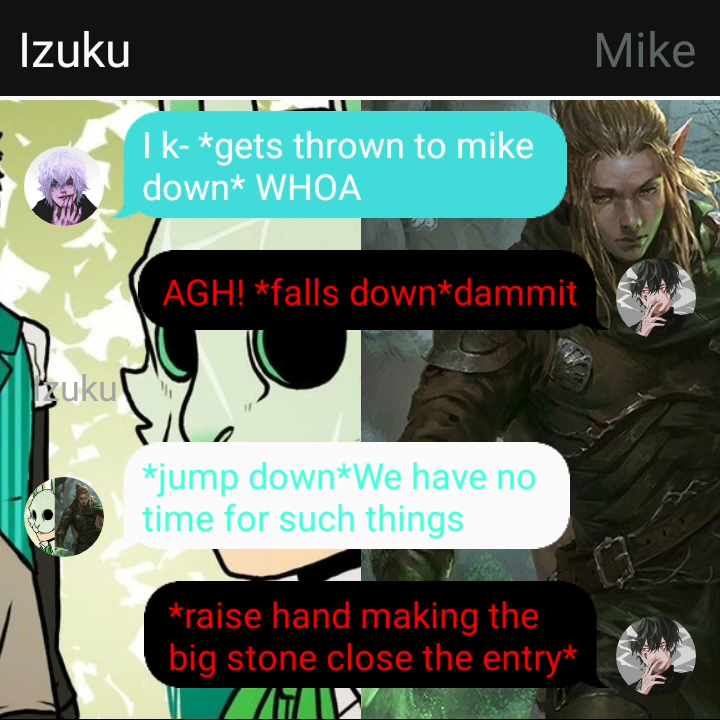 Izuku
Mike
I k- *gets thrown to mike
down* WHOA
AGH! *falls down*dammit
Izuku
*jump down*We have no
time for such things
*raise hand making the
big stone close the entry*